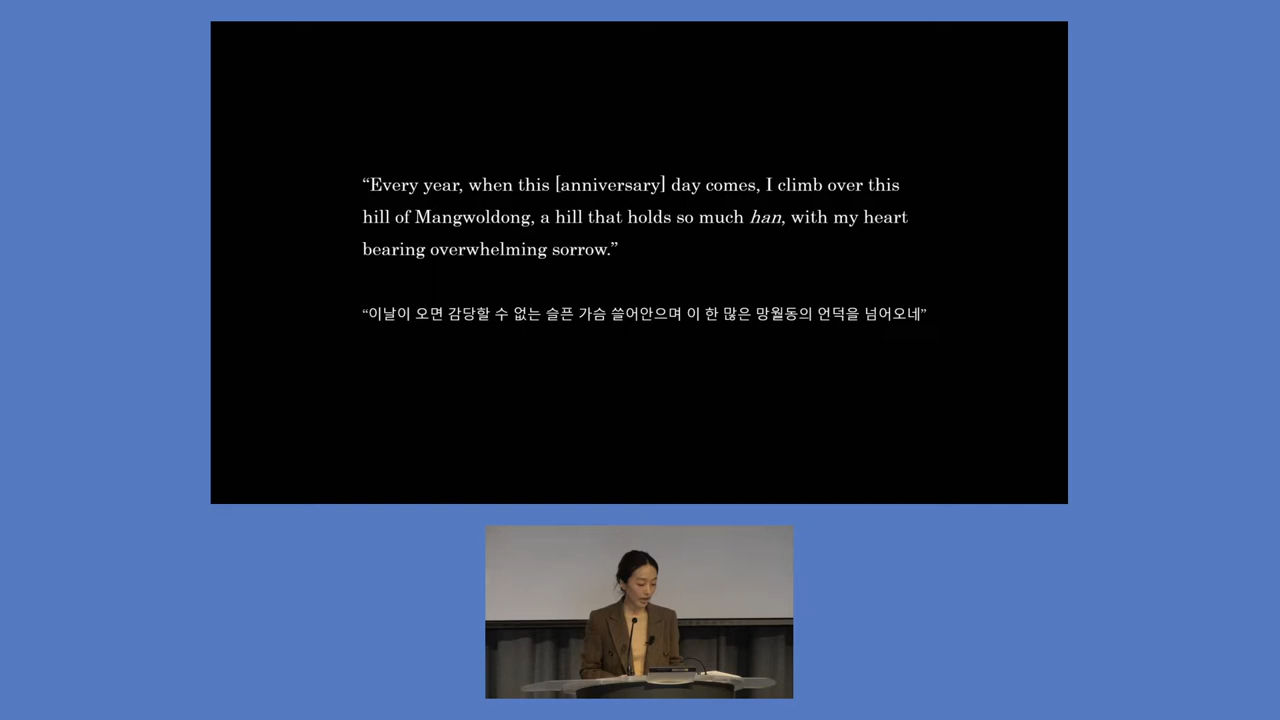 “Every year, when this [anniversary] day comes, I climb over this
hill of Mangwoldong, a hill that holds so much han, with my heart
bearing overwhelming sorrow.”
“이날이 오면 감당할 수 없는 슬픈 가슴 쓸어안으며 이 한 많은 망월동의 언덕을 넘어오네”